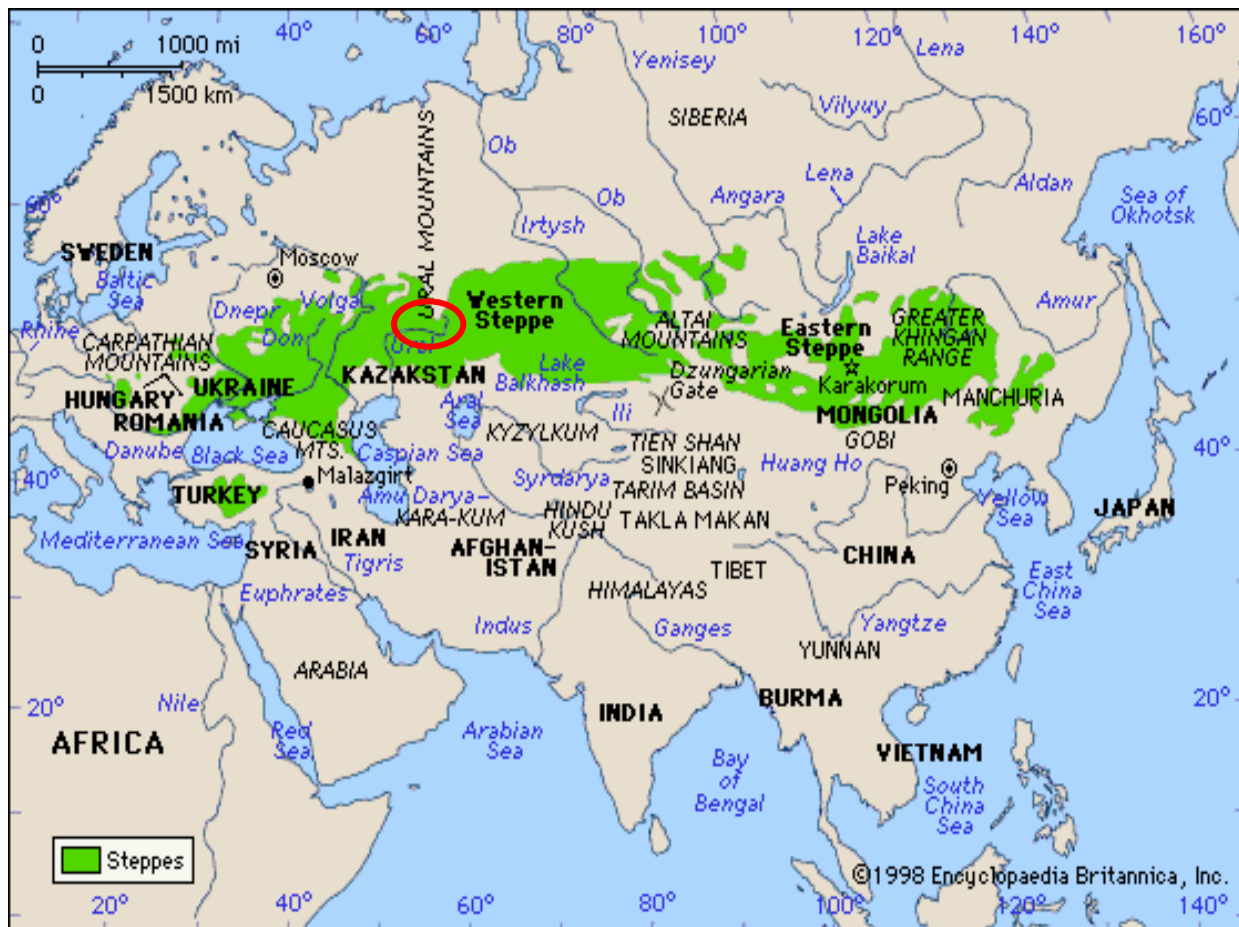 40°
60°
80°
100°
120°
140°
160°
0
1000 mi
0
1500 km
Yenisey
Lena
SIBERIA
Vilyuy
60°
URAL MOUNTAINS
Ob
Ob
Irtysh
Angara
Lena
Aldan
Sea of
Okhotsk
60°
SWEDEN
Baltic
Sea
Moscow
Lake
Baikal
Amur
Rhine
Dnepr
Volga
Don
CARPATHIAN
MOUNTAINS
Western
Steppe
ALTAI
MOUNTAINS
Eastern
Steppe
GREATER
KHINGAN
RANGE
Ural
HUNGARY
UKRAINE
ROMANIA
KAZAKSTAN
Lake
Balkhash
Dzungarian
Gate
Karakorum
MANCHURIA
MONGOLIA
GOBI
Aral
Sea
Ili
KYZYLKUM
CAUCASUS
MTS.
Danube
Black Sea
Caspian Sea
TIEN SHAN
SINKIANG
Huang Ho
40°
40°
Malazgirt
Syrdarya
TARIM BASIN
Peking
Yellow
Sea
JAPAN
TURKEY
Amu Darya
KARA-KUM
HINDU
KUSH
TAKLA MAKAN
Mediterranean Sea
SYRIA
IRAN
Tigris
AFGHAN-
ISTAN
CHINA
TIBET
East
China
Sea
Euphrates
HIMALAYAS
Indus
Ganges
Yangtze
YUNNAN
ARABIA
BURMA
20°
20°
Nile
AFRICA
Red
Sea
Arabian
Sea
INDIA
Bay
of
Bengal
VIETNAM
South
China
Sea
Steppes
©1998 Encyclopaedia Britannica, Inc.
20°
40°
60°
80°
100°
120°
140°